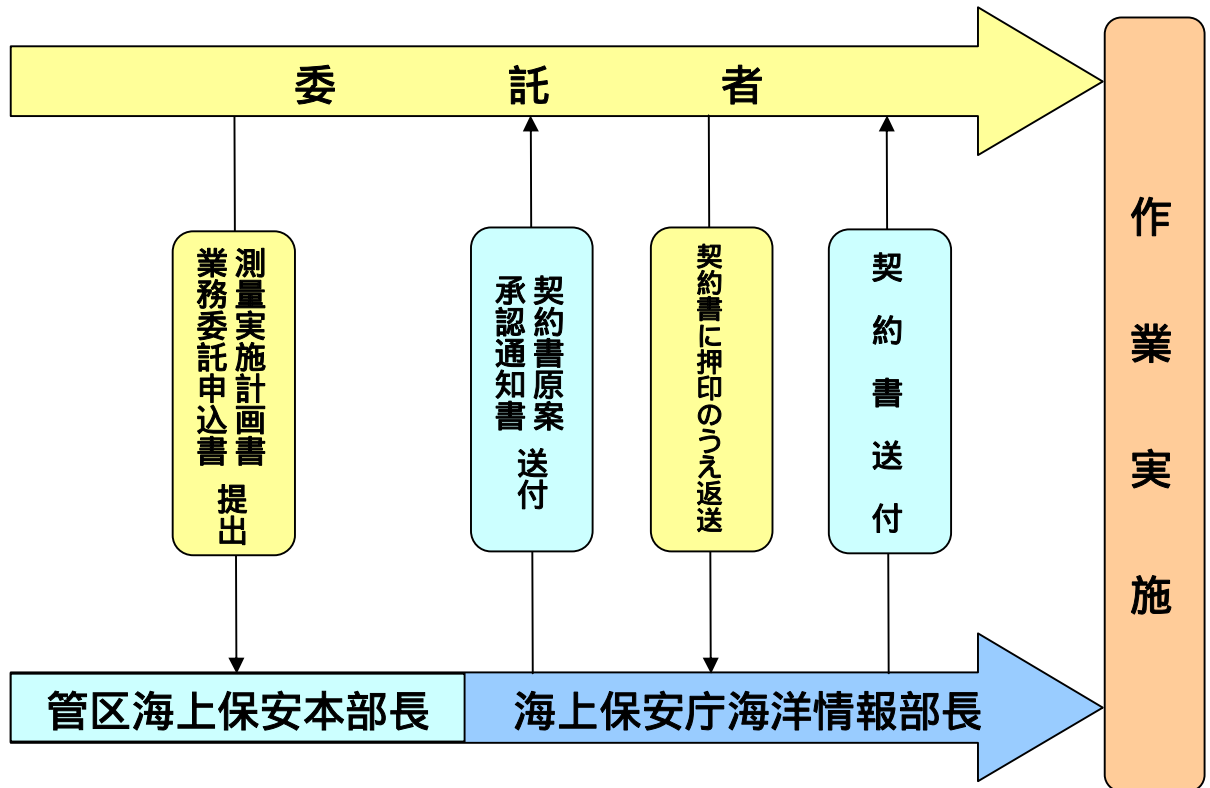 委託者
測量実施計画書
業務委託申込書
提出
契約書原案
承認通知書
送付
契約書に押印のうえ返送
契約書送付
管区海上保安本部長
海上保安庁海洋情報部長
作業実施